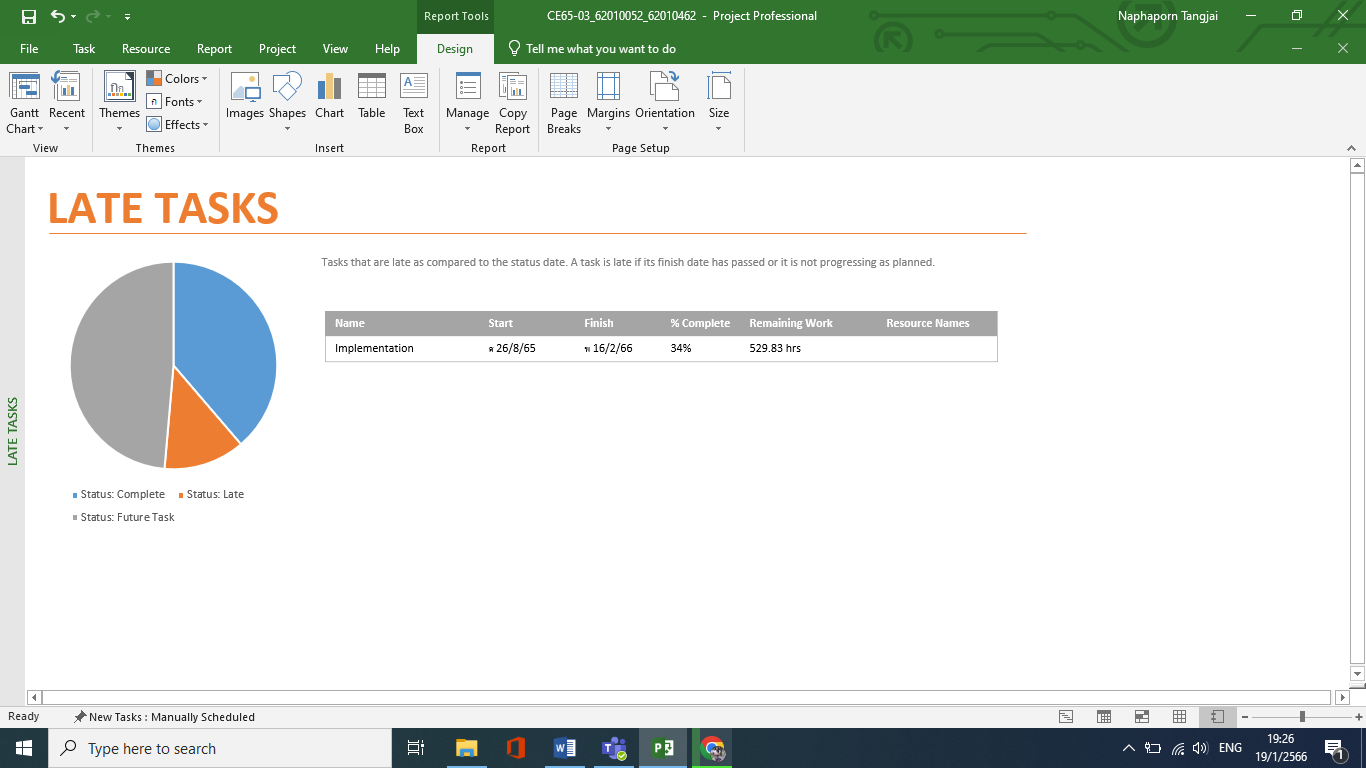 Report Tools
CE65-03_62010052_62010462 - Project Professional
Naphaporn Tangjai
File Task Resource Report Project View Help Design Tell me what you want to do
Gantt Chart
Recent
View
Themes
Colors
Fonts
Effects
Themes
Images
Shapes
Chart
Table
Text Box
Insert
Manage
Copy Report
Report
Page Breaks
Margins
Orientation
Size
Page Setup
LATE TASKS
LATE TASKS
Tasks that are late as compared to the status date. A task is late if its finish date has passed or it is not progressing as planned.
Name Start Finish % Complete Remaining Work Resource Names
Implementation ศ 26/8/65 พฤ 16/2/66 34% 529.83 hrs
Status: Complete Status: Late
Status: Future Task
Ready New Tasks : Manually Scheduled
Type here to search
ENG
19:26
19/1/2566
1